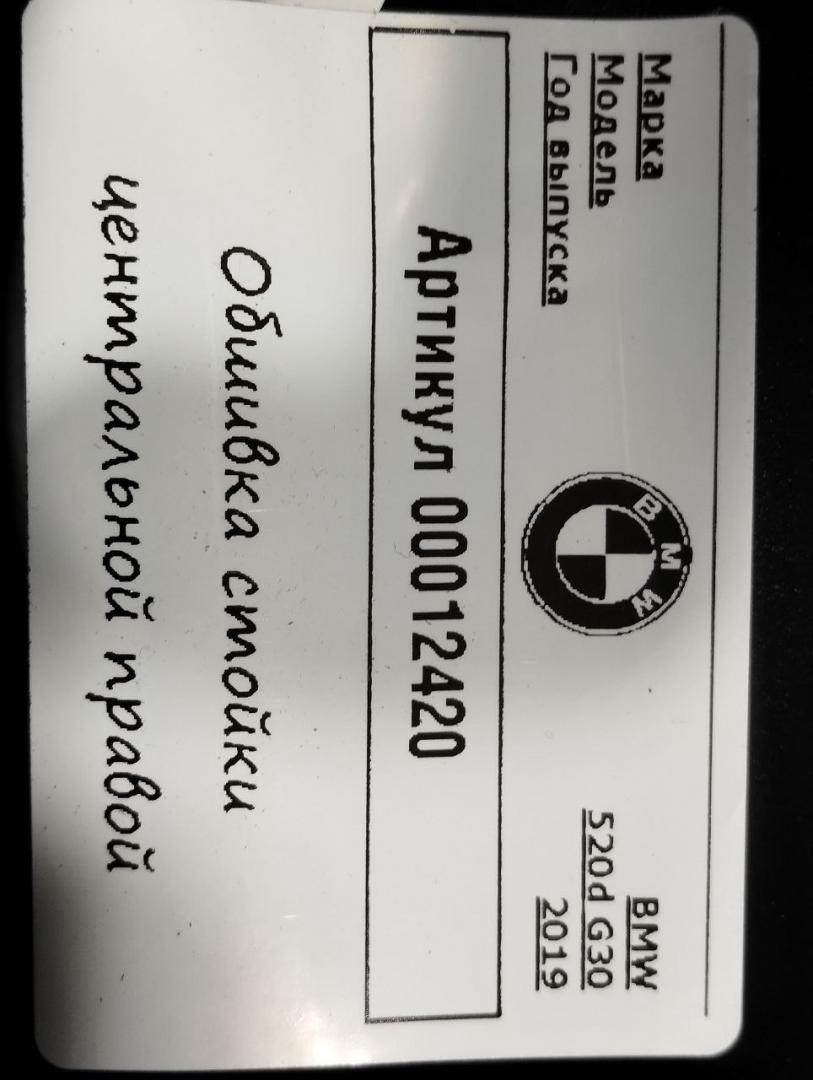 Марка BMW
Модель 520d G30
Год выпуска 2019
BMW
Артикул 00012420
Обшивка стойки
центральной правой